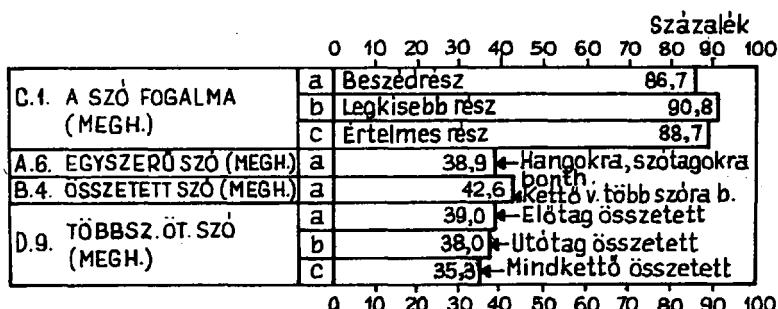 Százalék
0 10 20 30 40 50 60 70 80 90 100
C.1. A SZÓ FOGALMA (MEGH.)
a Beszédrész 86,7
b Legkisebb rész 90,8
c Értelmes rész 88,7
A.6. EGYSZERŰ SZÓ (MEGH.) a 38,9 Hangokra, szótagokra bonth.
B.4. ÖSSZETETT SZÓ (MEGH.) a 42,6 Kettő v. több szóra b.
D.9. TÖBBSZ. ÖT. SZÓ (MEGH.)
a 39,0 Előtag összetett
b 38,0 Utótag összetett
c 35,3 Mindkettő összetett
0 10 20 30 40 50 60 70 80 90 100